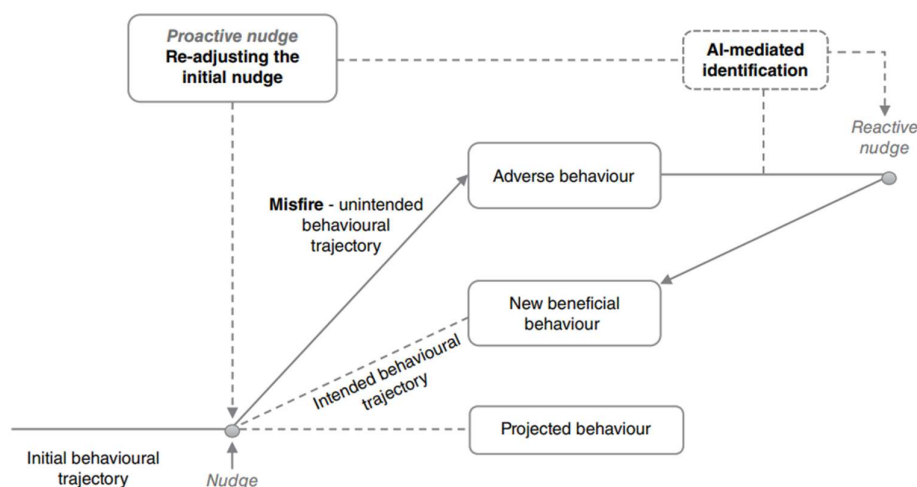 Proactive nudge
Re-adjusting the
initial nudge
AI-mediated
identification
Reactive
nudge
Adverse behaviour
Misfire - unintended
behavioural
trajectory
New beneficial
behaviour
Intended behavioural
trajectory
Projected behaviour
Initial behavioural
trajectory
Nudge